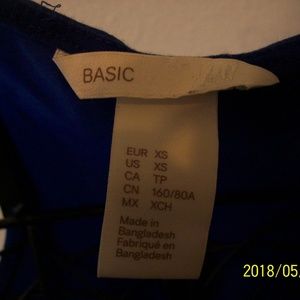 BASIC
EUR XS
US XS
CA TP
CN 160/80A
MX XCH
Made in
Bangladesh
Fabriqué en
Bangladesh
2018/05